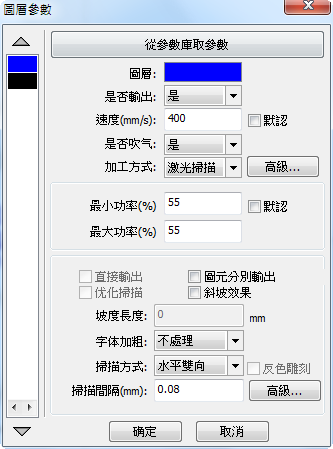 圖層參數
從參數庫取參數
圖層:
是否輸出: 是
速度(mm/s): 400 默認
是否吹气: 是
加工方式: 激光掃描 高級...
最小功率(%) 55 默認
最大功率(%) 55
直接輸出 圖元分別輸出
优化掃描 斜坡效果
坡度長度: 0 mm
字体加粗: 不處理
掃描方式: 水平雙向 反色雕刻
掃描間隔(mm): 0.08 高級...
确定 取消